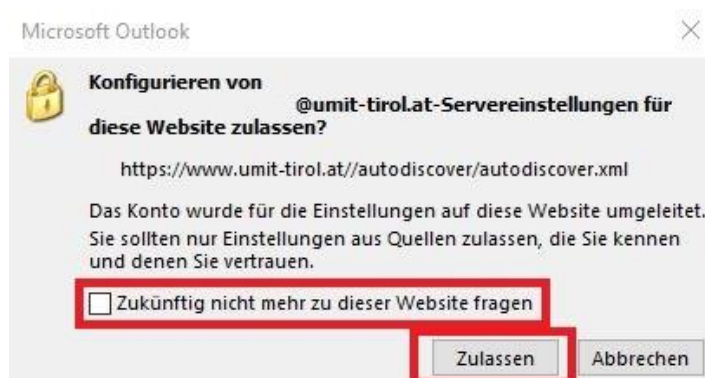 Microsoft Outlook
Konfigurieren von
@umit-tirol.at-Servereinstellungen für
diese Website zulassen?
https://www.umit-tirol.at//autodiscover/autodiscover.xml
Das Konto wurde für die Einstellungen auf diese Website umgeleitet.
Sie sollten nur Einstellungen aus Quellen zulassen, die Sie kennen
und denen Sie vertrauen.
Zukünftig nicht mehr zu dieser Website fragen
Zulassen Abbrechen